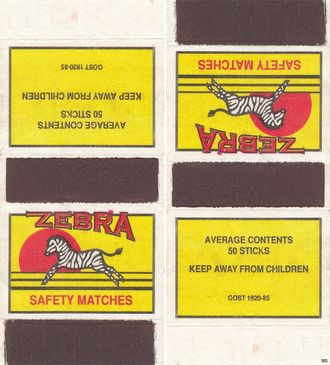 GOST 1820-85
KEEP AWAY FROM CHILDREN
50 STICKS
AVERAGE CONTENTS
ZEBRA
SAFETY MATCHES
SAFETY MATCHES
ZEBRA
AVERAGE CONTENTS
50 STICKS
KEEP AWAY FROM CHILDREN
GOST 1820-85